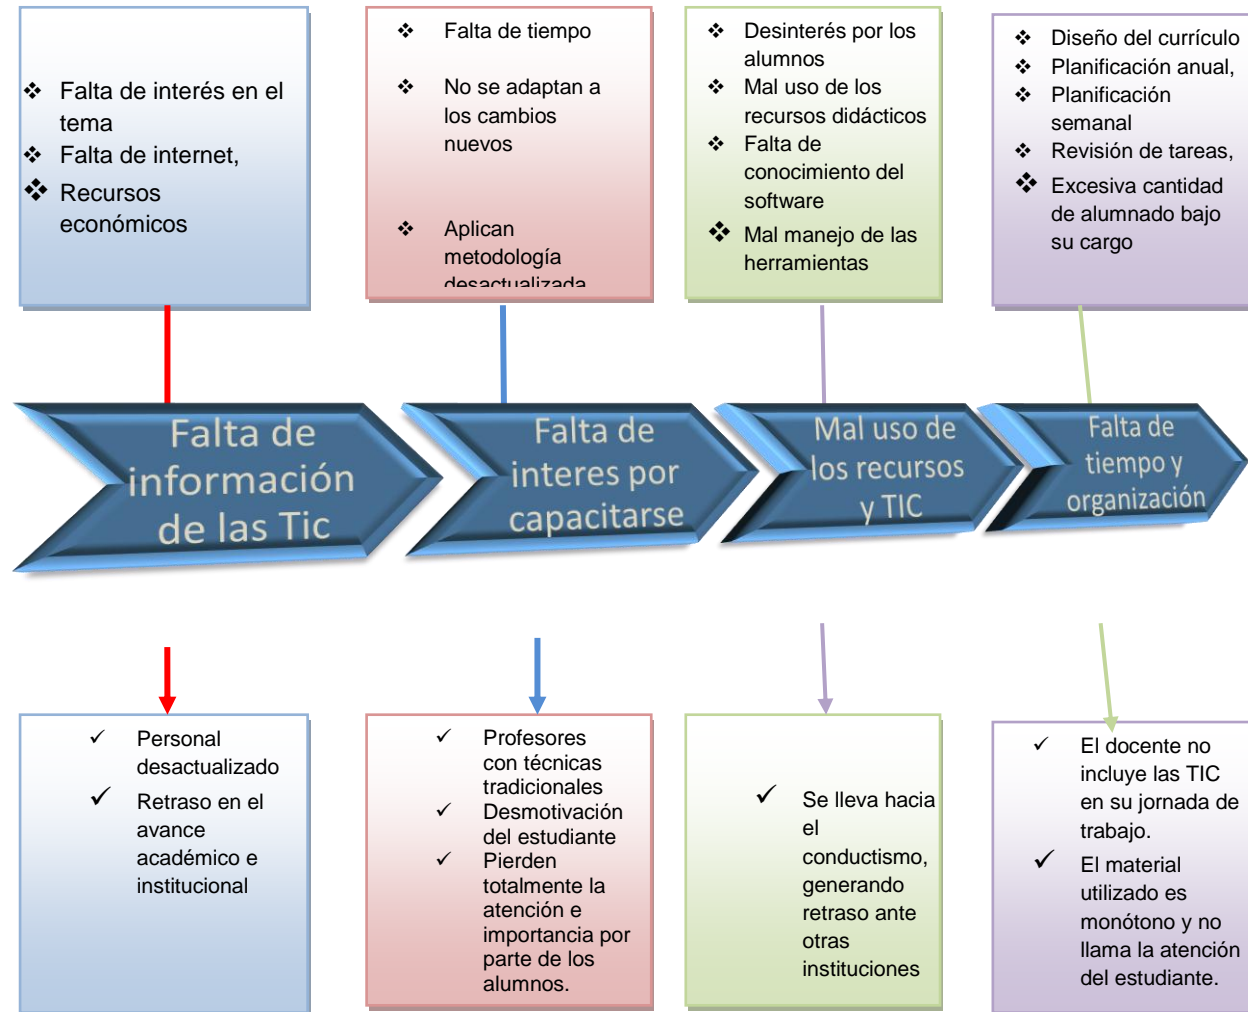 ❖ Falta de interés en el
tema
❖ Falta de internet,
❖ Recursos
económicos
❖ Falta de tiempo
❖ No se adaptan a
los cambios
nuevos
❖ Aplican
metodología
desactualizada
❖ Desinterés por los
alumnos
❖ Mal uso de los
recursos didácticos
❖ Falta de
conocimiento del
software
❖ Mal manejo de las
herramientas
❖ Diseño del currículo
❖ Planificación anual,
❖ Planificación
semanal
❖ Revisión de tareas,
❖ Excesiva cantidad
de alumnado bajo
su cargo
Falta de
información
de las Tic
Falta de
interes por
capacitarse
Mal uso de
los recursos
y TIC
Falta de
tiempo y
organización
✓ Personal
desactualizado
✓ Retraso en el
avance
académico e
institucional
✓ Profesores
con técnicas
tradicionales
✓ Desmotivación
del estudiante
✓ Pierden
totalmente la
atención e
importancia por
parte de los
alumnos.
✓ Se lleva hacia
el
conductismo,
generando
retraso ante
otras
instituciones
✓ El docente no
incluye las TIC
en su jornada de
trabajo.
✓ El material
utilizado es
monótono y no
llama la atención
del estudiante.